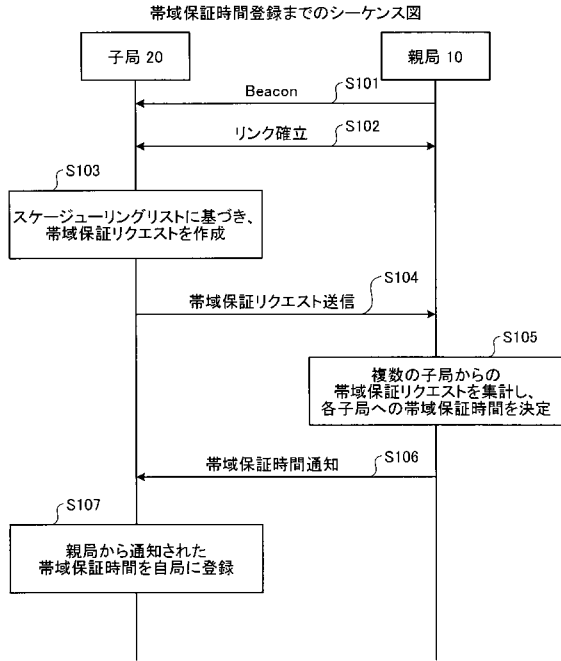 帯域保証時間登録までのシーケンス図
子局 20
親局 10
Beacon
S101
リンク確立
S102
S103
スケージューリングリストに基づき、
帯域保証リクエストを作成
帯域保証リクエスト送信
S104
S105
複数の子局からの
帯域保証リクエストを集計し、
各子局への帯域保証時間を決定
帯域保証時間通知
S106
S107
親局から通知された
帯域保証時間を自局に登録